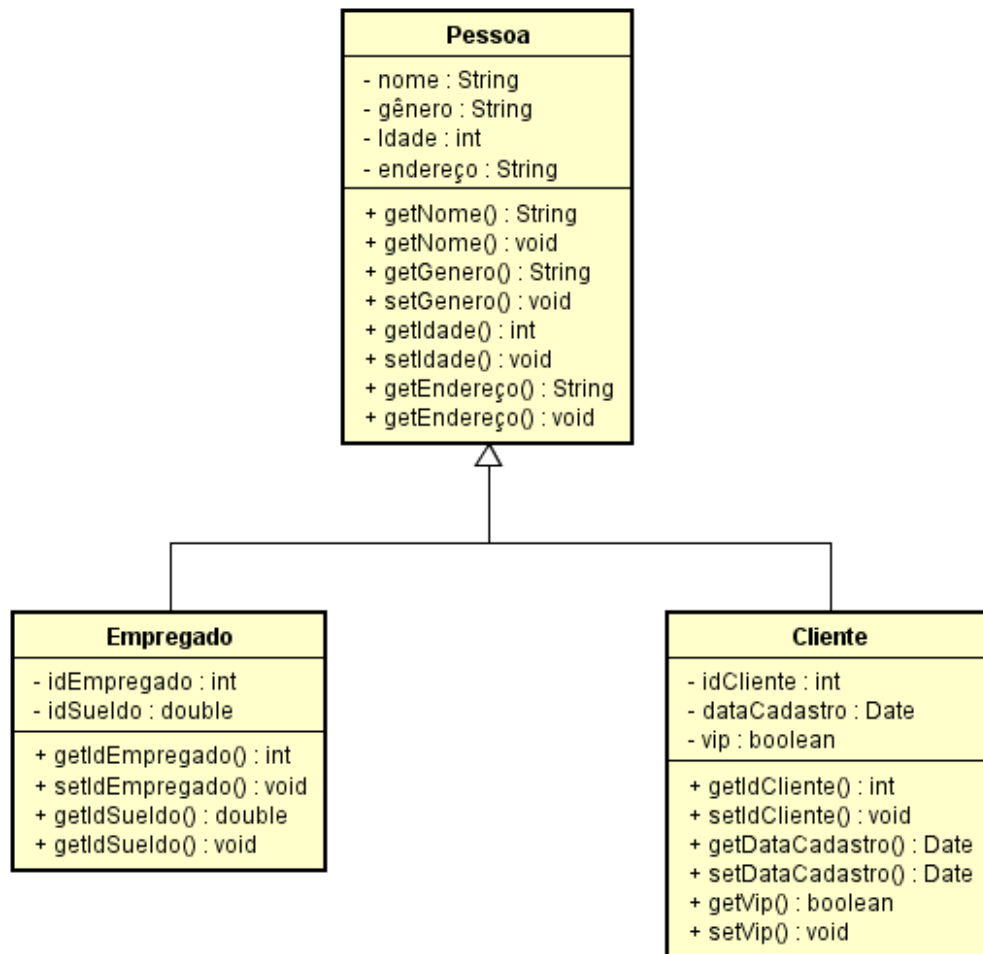 Pessoa
- nome : String
- gênero : String
- Idade : int
- endereço : String
+ getNome() : String
+ getNome() : void
+ getGenero() : String
+ setGenero() : void
+ getIdade() : int
+ setIdade() : void
+ getEndereço() : String
+ getEndereço() : void
Empregado
- idEmpregado : int
- idSueldo : double
+ getIdEmpregado() : int
+ setIdEmpregado() : void
+ getIdSueldo() : double
+ getIdSueldo() : void
Cliente
- idCliente : int
- dataCadastro : Date
- vip : boolean
+ getIdCliente() : int
+ setIdCliente() : void
+ getDataCadastro() : Date
+ setDataCadastro() : Date
+ getVip() : boolean
+ setVip() : void